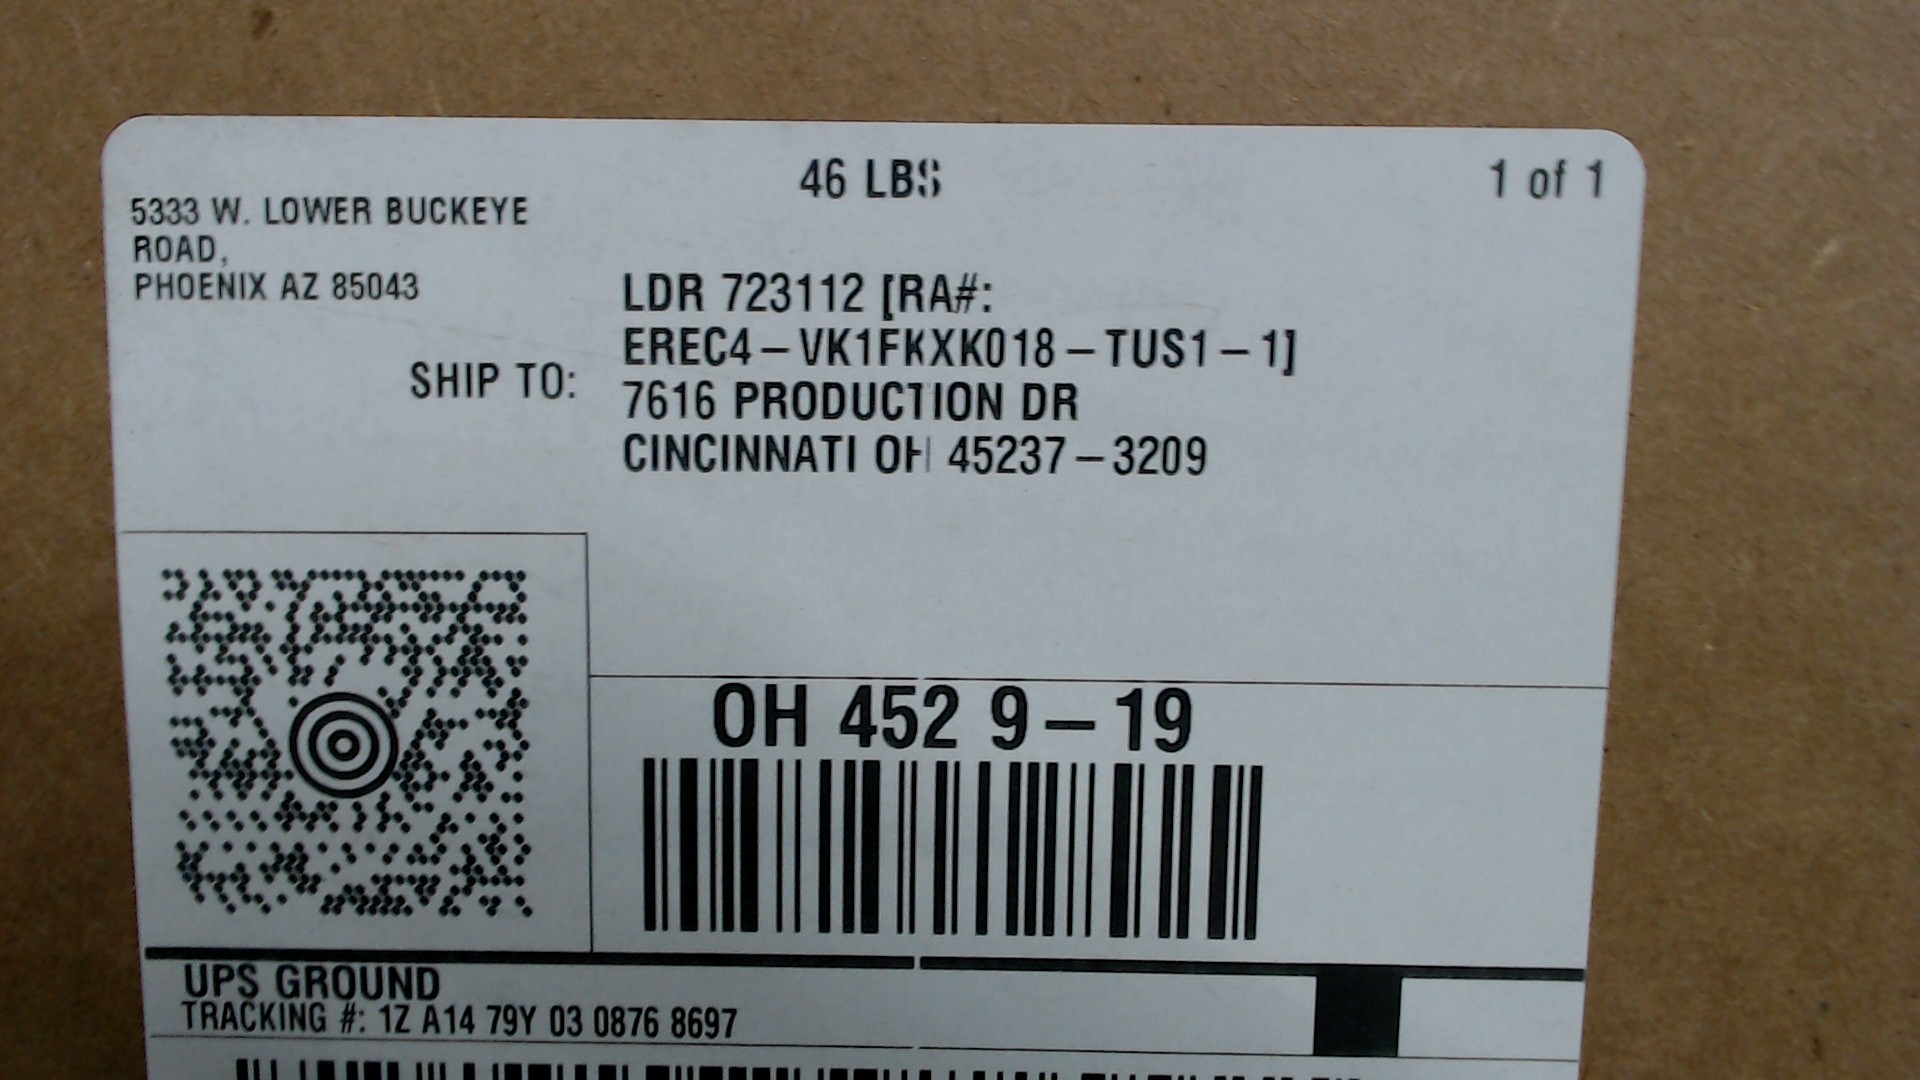 46 LBS
1 of 1
5333 W. LOWER BUCKEYE
ROAD,
PHOENIX AZ 85043
SHIP TO:
LDR 723112 [RA#:
EREC4-VK1FKXK018-TUS1-1]
7616 PRODUCTION DR
CINCINNATI OH 45237-3209
OH 452 9-19
UPS GROUND
TRACKING #: 1Z A14 79Y 03 0876 8697